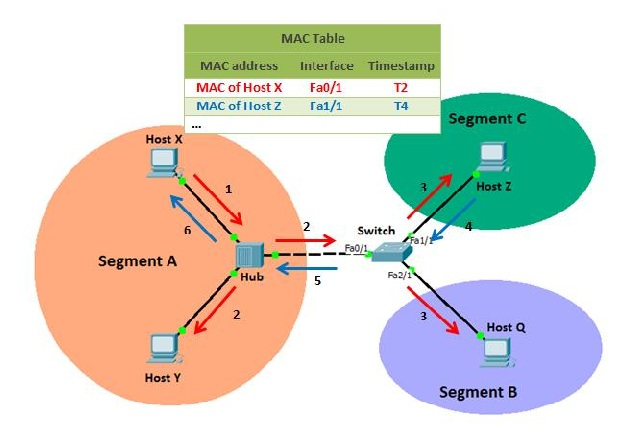 MAC Table
MAC address Interface Timestamp
MAC of Host X Fa0/1 T2
MAC of Host Z Fa1/1 T4
...
Segment C
Host X
1
3
Host Z
6
2
Switch
4
Fa0/1
Fa1/1
Segment A
Hub
5
Fa2/1
2
3
Host Q
Host Y
Segment B